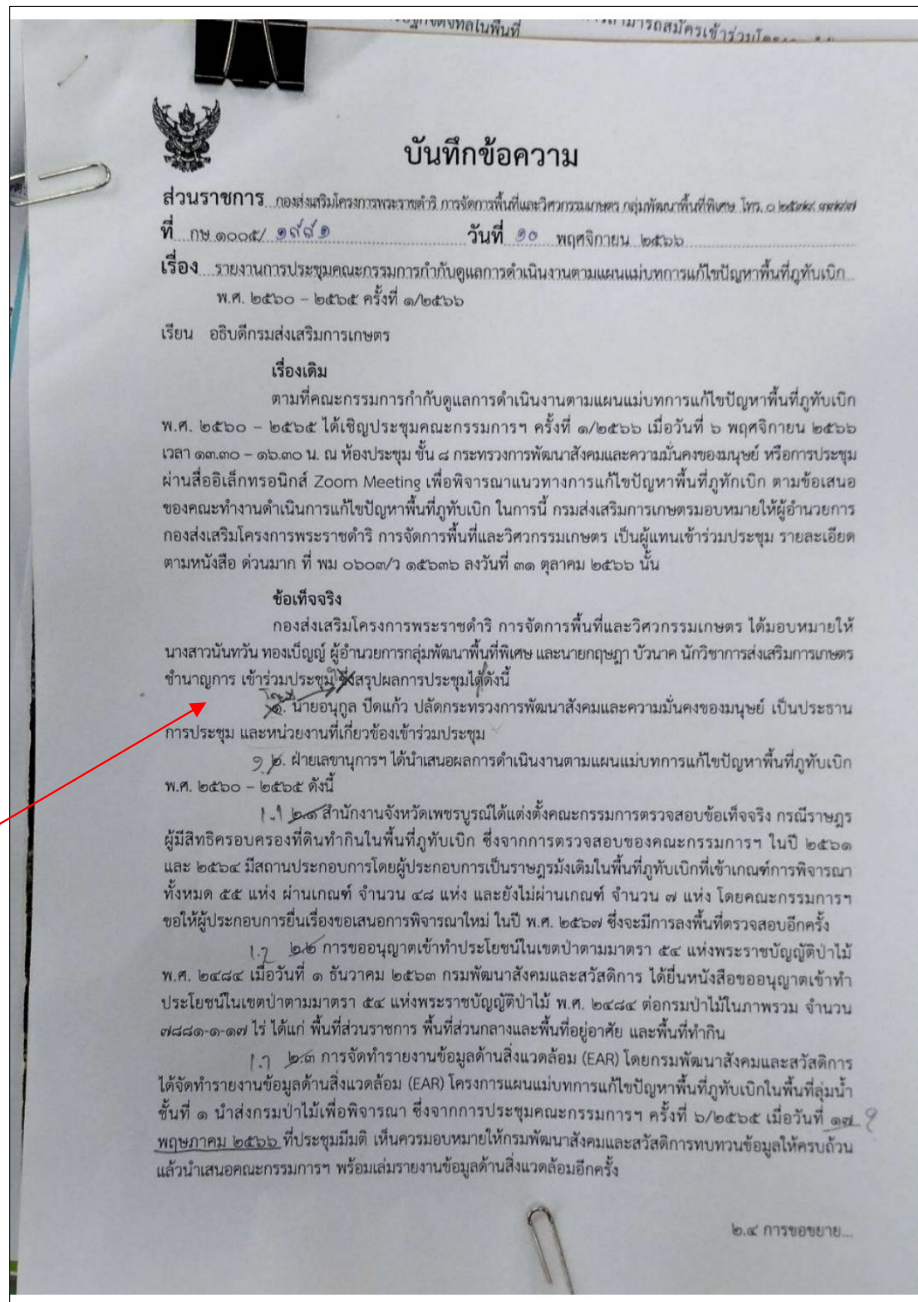 บันทึกข้อความ
ส่วนราชการ กองส่งเสริมโครงการพระราชดำริ การจัดการพื้นที่และวิศวกรรมเกษตร กลุ่มพัฒนาพื้นที่พิเศษ โทร.
ที่ กษ ๑๐๐๕/ ๑๙๔๑ วันที่ ๑๐ พฤศจิกายน ๒๕๖๖
เรื่อง รายงานการประชุมคณะกรรมการกำกับดูแลการดำเนินงานตามแผนแม่บทการแก้ไขปัญหาพื้นที่ภูทับเบิก
พ.ศ. ๒๕๖๐ – ๒๕๖๕ ครั้งที่ ๑/๒๕๖๖
เรียน อธิบดีกรมส่งเสริมการเกษตร
เรื่องเดิม
ตามที่คณะกรรมการกำกับดูแลการดำเนินงานตามแผนแม่บทการแก้ไขปัญหาพื้นที่ภูทับเบิก
พ.ศ. ๒๕๖๐ – ๒๕๖๕ ได้เชิญประชุมคณะกรรมการฯ ครั้งที่ ๑/๒๕๖๖ เมื่อวันที่ ๖ พฤศจิกายน ๒๕๖๖
เวลา ๑๓.๓๐ – ๑๖.๓๐ น. ณ ห้องประชุม ชั้น ๘ กระทรวงการพัฒนาสังคมและความมั่นคงของมนุษย์ หรือการประชุม
ผ่านสื่ออิเล็กทรอนิกส์ Zoom Meeting เพื่อพิจารณาแนวทางการแก้ไขปัญหาพื้นที่ภูทักเบิก ตามข้อเสนอ
ของคณะทำงานดำเนินการแก้ไขปัญหาพื้นที่ภูทับเบิก ในการนี้ กรมส่งเสริมการเกษตรมอบหมายให้ผู้อำนวยการ
กองส่งเสริมโครงการพระราชดำริ การจัดการพื้นที่และวิศวกรรมเกษตร เป็นผู้แทนเข้าร่วมประชุม รายละเอียด
ตามหนังสือ ด่วนมาก ที่ พม ๐๖๐๓/ว ๑๕๖๓๖ ลงวันที่ ๓๑ ตุลาคม ๒๕๖๖ นั้น
ข้อเท็จจริง
กองส่งเสริมโครงการพระราชดำริ การจัดการพื้นที่และวิศวกรรมเกษตร ได้มอบหมายให้
นางสาวนันทวัน ทองเบ็ญญ์ ผู้อำนวยการกลุ่มพัฒนาพื้นที่พิเศษ และนายกฤษฎา บัวนาค นักวิชาการส่งเสริมการเกษตร
ชำนาญการ เข้าร่วมประชุม ซึ่งสรุปผลการประชุมได้ดังนี้
โดยมี
๑. นายอนุกูล ปีดแก้ว ปลัดกระทรวงการพัฒนาสังคมและความมั่นคงของมนุษย์ เป็นประธาน
การประชุม และหน่วยงานที่เกี่ยวข้องเข้าร่วมประชุม
๑ ๒. ฝ่ายเลขานุการฯ ได้นำเสนอผลการดำเนินงานตามแผนแม่บทการแก้ไขปัญหาพื้นที่ภูทับเบิก
พ.ศ. ๒๕๖๐ – ๒๕๖๕ ดังนี้
1.1 ๒.๑ สำนักงานจังหวัดเพชรบูรณ์ได้แต่งตั้งคณะกรรมการตรวจสอบข้อเท็จจริง กรณีราษฎร
ผู้มีสิทธิครอบครองที่ดินทำกินในพื้นที่ภูทับเบิก ซึ่งจากการตรวจสอบของคณะกรรมการฯ ในปี ๒๕๖๑
และ ๒๕๖๔ มีสถานประกอบการโดยผู้ประกอบการเป็นราษฎรม้งเดิมในพื้นที่ภูทับเบิกที่เข้าเกณฑ์การพิจารณา
ทั้งหมด ๕๕ แห่ง ผ่านเกณฑ์ จำนวน ๔๘ แห่ง และยังไม่ผ่านเกณฑ์ จำนวน ๗ แห่ง โดยคณะกรรมการฯ
ขอให้ผู้ประกอบการยื่นเรื่องขอเสนอการพิจารณาใหม่ ในปี พ.ศ. ๒๕๖๗ ซึ่งจะมีการลงพื้นที่ตรวจสอบอีกครั้ง
1.2 ๒.๒ การขออนุญาตเข้าทำประโยชน์ในเขตป่าตามมาตรา ๕๔ แห่งพระราชบัญญัติป่าไม้
พ.ศ. ๒๔๘๔ เมื่อวันที่ ๑ ธันวาคม ๒๕๖๓ กรมพัฒนาสังคมและสวัสดิการ ได้ยื่นหนังสือขออนุญาตเข้าทำ
ประโยชน์ในเขตป่าตามมาตรา ๕๔ แห่งพระราชบัญญัติป่าไม้ พ.ศ. ๒๔๘๔ ต่อกรมป่าไม้ในภาพรวม จำนวน
๗๘๘๑-๑-๑๗ ไร่ ได้แก่ พื้นที่ส่วนราชการ พื้นที่ส่วนกลางและพื้นที่อยู่อาศัย และพื้นที่ทำกิน
1.3 ๒.๓ การจัดทำรายงานข้อมูลด้านสิ่งแวดล้อม (EAR) โดยกรมพัฒนาสังคมและสวัสดิการ
ได้จัดทำรายงานข้อมูลด้านสิ่งแวดล้อม (EAR) โครงการแผนแม่บทการแก้ไขปัญหาพื้นที่ภูทับเบิกในพื้นที่ลุ่มน้ำ
ชั้นที่ ๑ นำส่งกรมป่าไม้เพื่อพิจารณา ซึ่งจากการประชุมคณะกรรมการฯ ครั้งที่ ๖/๒๕๖๕ เมื่อวันที่ ๑๗ ?
พฤษภาคม ๒๕๖๖ ที่ประชุมมีมติ เห็นควรมอบหมายให้กรมพัฒนาสังคมและสวัสดิการทบทวนข้อมูลให้ครบถ้วน
แล้วนำเสนอคณะกรรมการฯ พร้อมเล่มรายงานข้อมูลด้านสิ่งแวดล้อมอีกครั้ง
๒.๔ การขอขยาย...